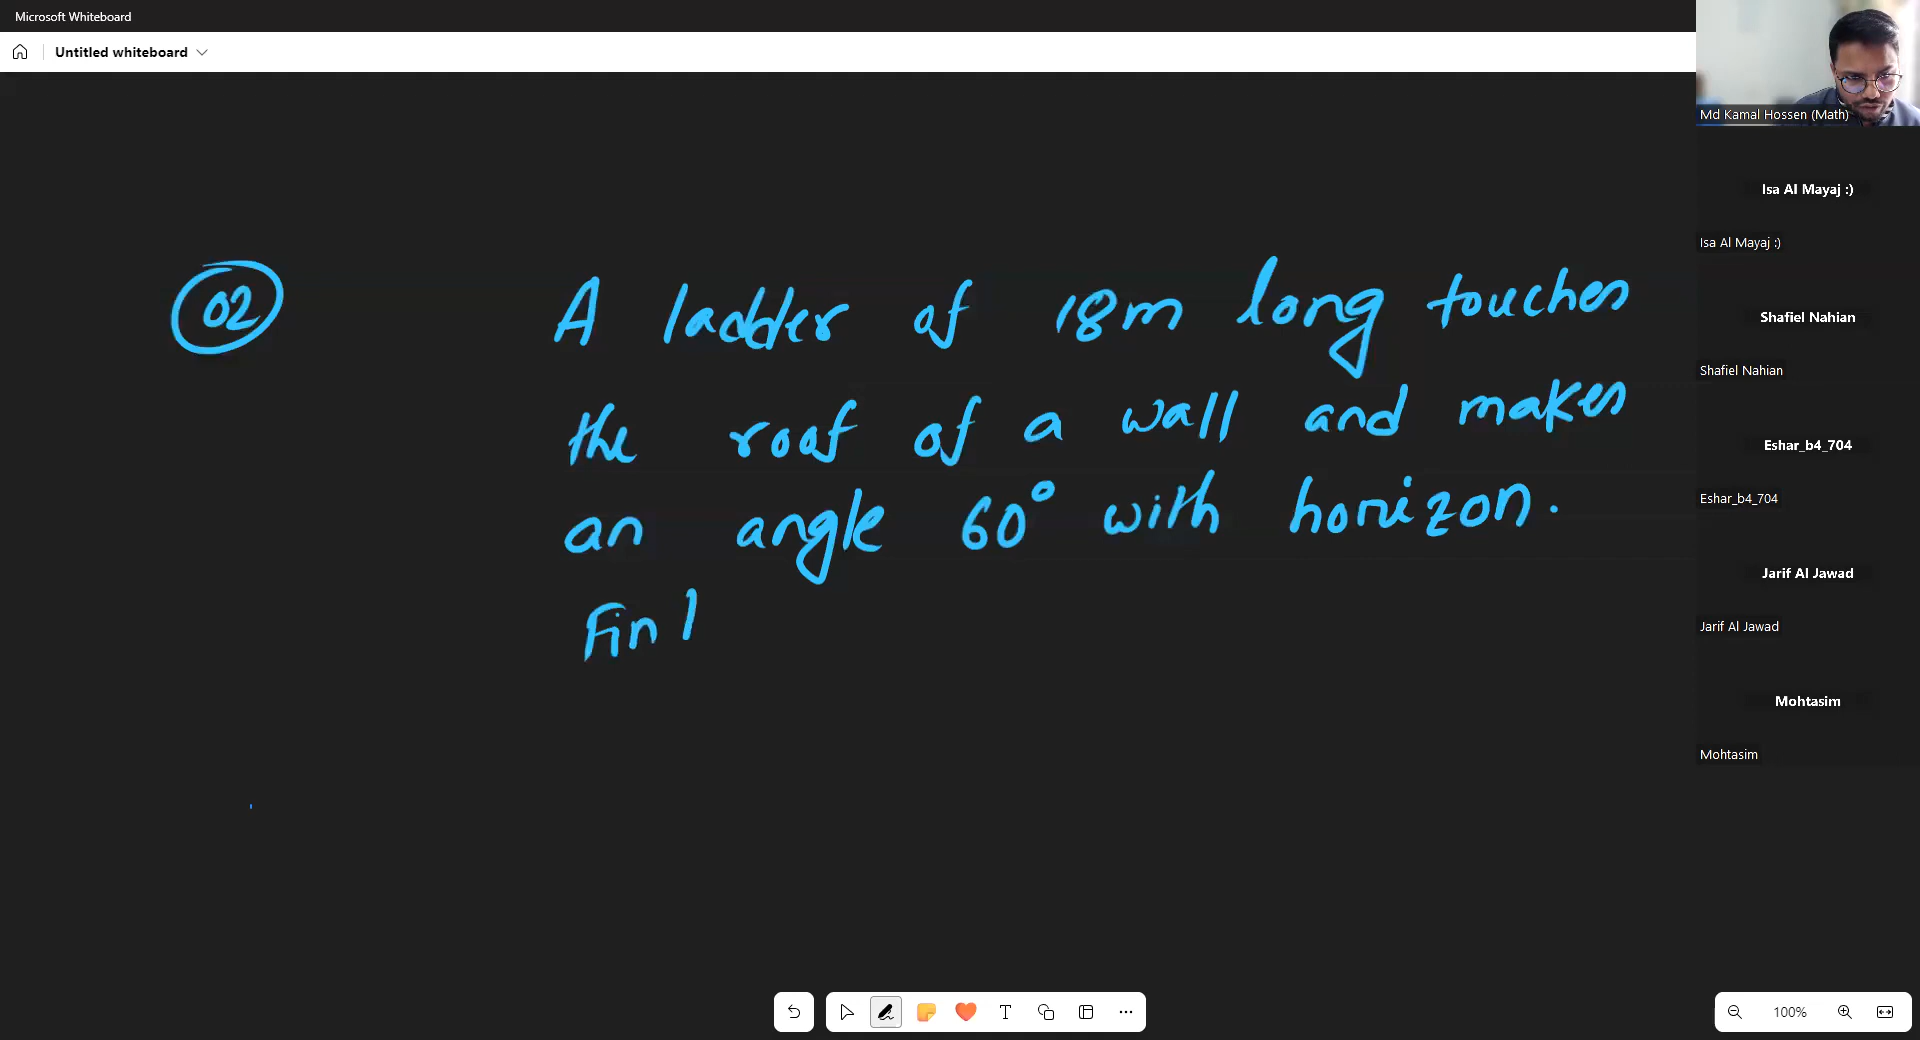 Microsoft Whiteboard
Untitled whiteboard
Md Kamal Hossen (Math)
Isa Al Mayaj :)
Isa Al Mayaj :)
02
A ladder of 18m long touches
the roof of a wall and makes
an angle 60° with horizon.
Fin
Shafiel Nahian
Shafiel Nahian
Eshar_b4_704
Eshar_b4_704
Jarif Al Jawad
Jarif Al Jawad
Mohtasim
Mohtasim
100%